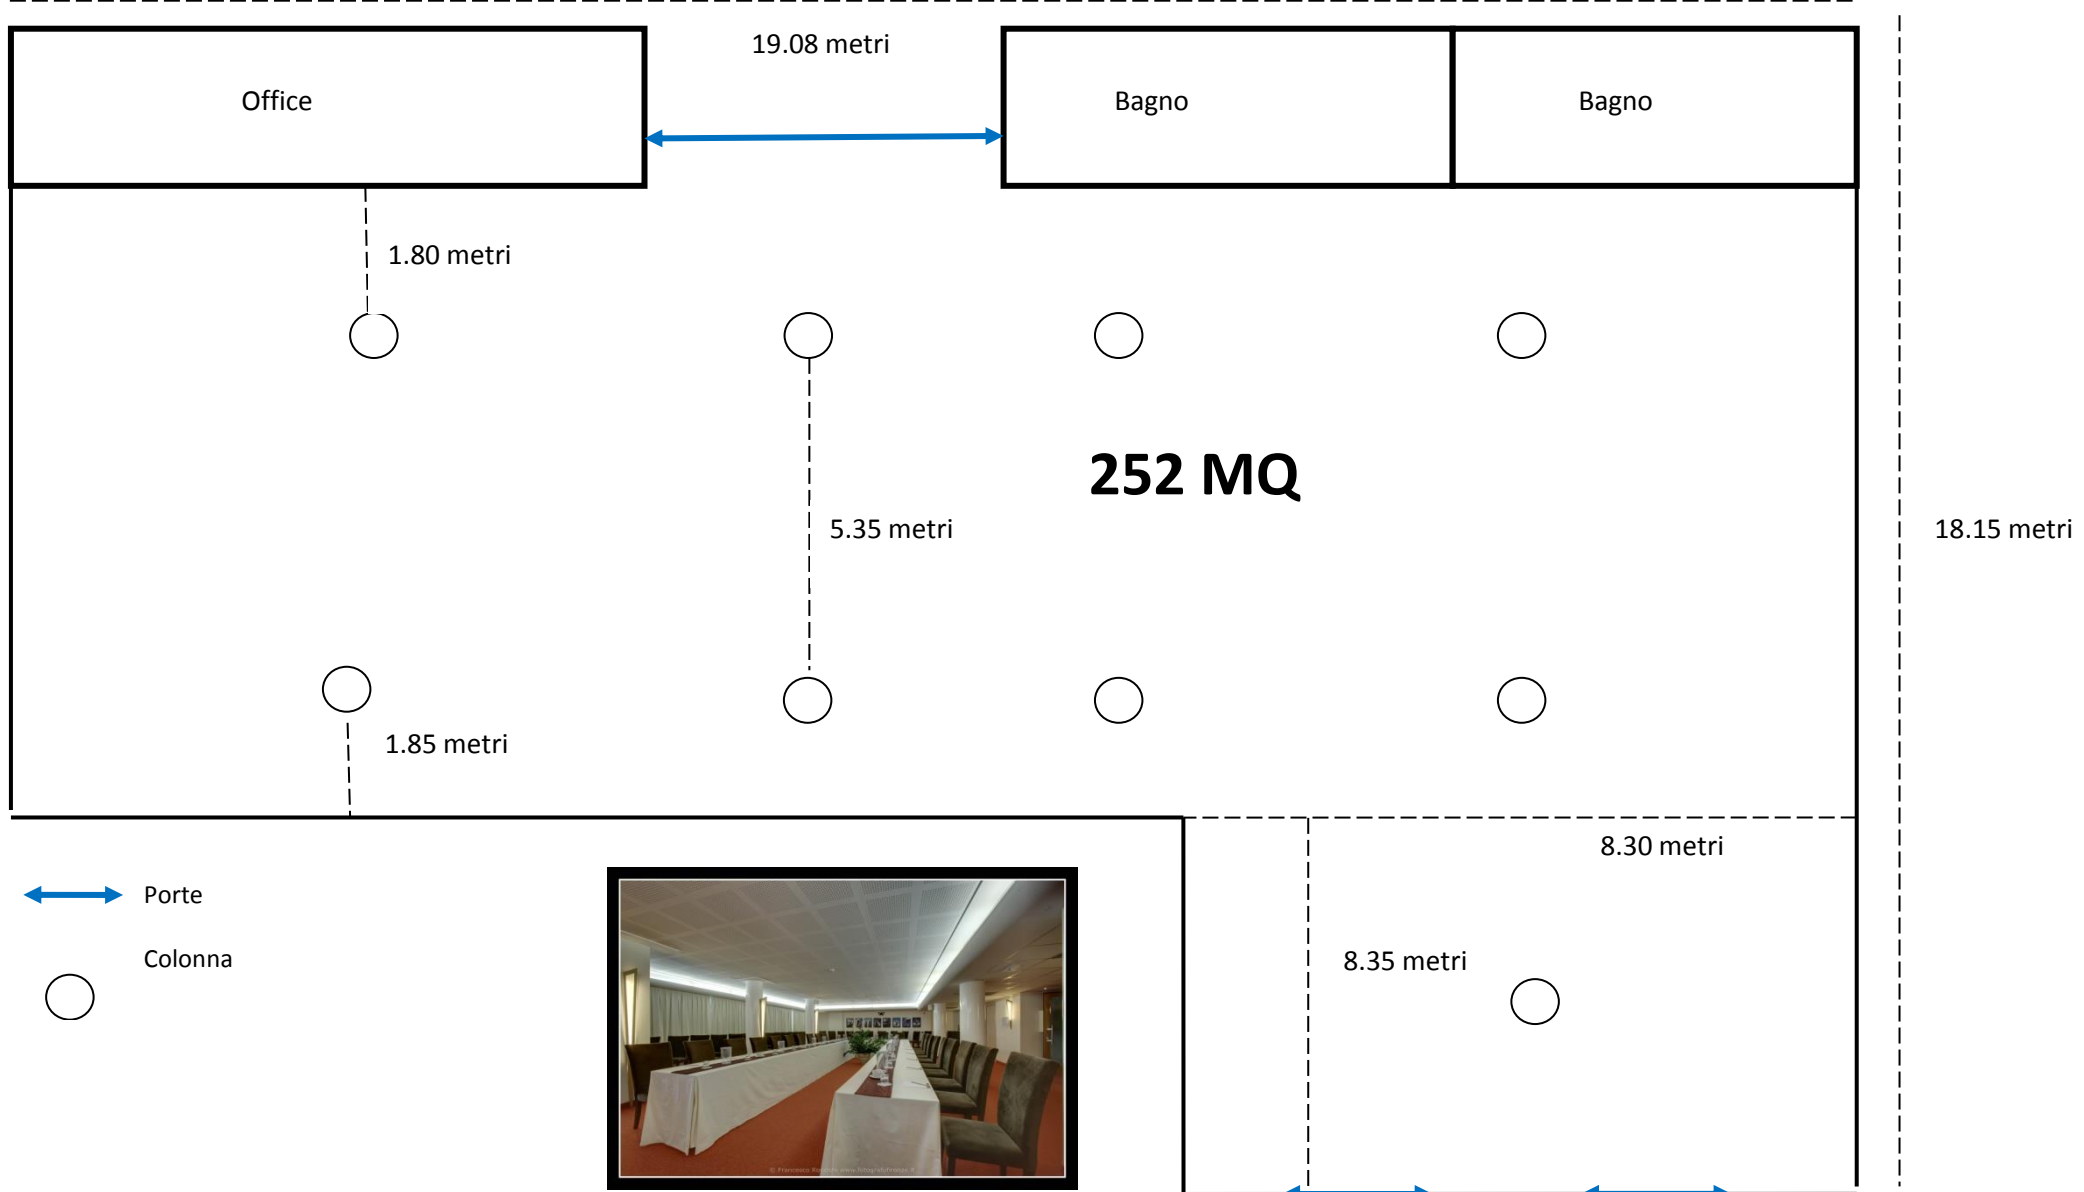 19.08 metri
Office
Bagno
Bagno
1.80 metri
252 MQ
5.35 metri
18.15 metri
1.85 metri
8.30 metri
Porte
8.35 metri
Colonna